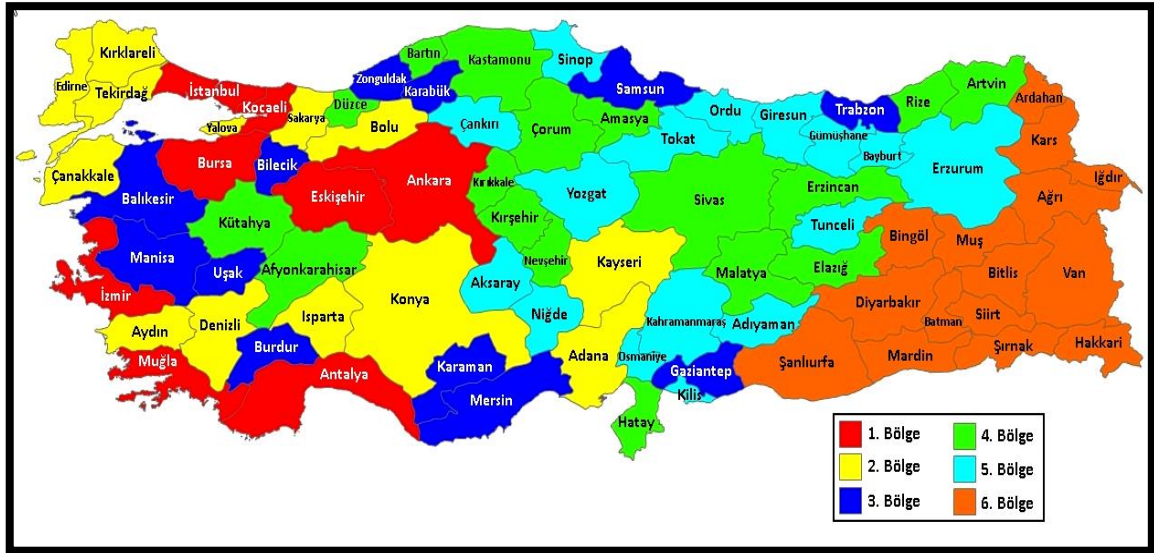 Kırklareli
Edirne
Tekirdağ
İstanbul
Kocaeli
Yalova
Sakarya
Düzce
Bolu
Zonguldak
Bartın
Karabük
Kastamonu
Sinop
Samsun
Çankırı
Çorum
Amasya
Ordu
Giresun
Trabzon
Rize
Artvin
Ardahan
Kars
Tokat
Gümüşhane
Bayburt
Erzurum
Iğdır
Ağrı
Çanakkale
Balıkesir
Bursa
Bilecik
Eskişehir
Ankara
Kırıkkale
Kırşehir
Yozgat
Sivas
Erzincan
Tunceli
Bingöl
Muş
Kütahya
Manisa
Uşak
Afyonkarahisar
Nevşehir
Kayseri
Malatya
Elazığ
Bitlis
Van
İzmir
Aksaray
Konya
Niğde
Diyarbakır
Siirt
Batman
Aydın
Denizli
Isparta
Kahramanmaraş
Adıyaman
Şırnak
Hakkari
Muğla
Burdur
Antalya
Karaman
Mersin
Adana
Osmaniye
Gaziantep
Kilis
Şanlıurfa
Mardin
Hatay
1. Bölge
2. Bölge
3. Bölge
4. Bölge
5. Bölge
6. Bölge